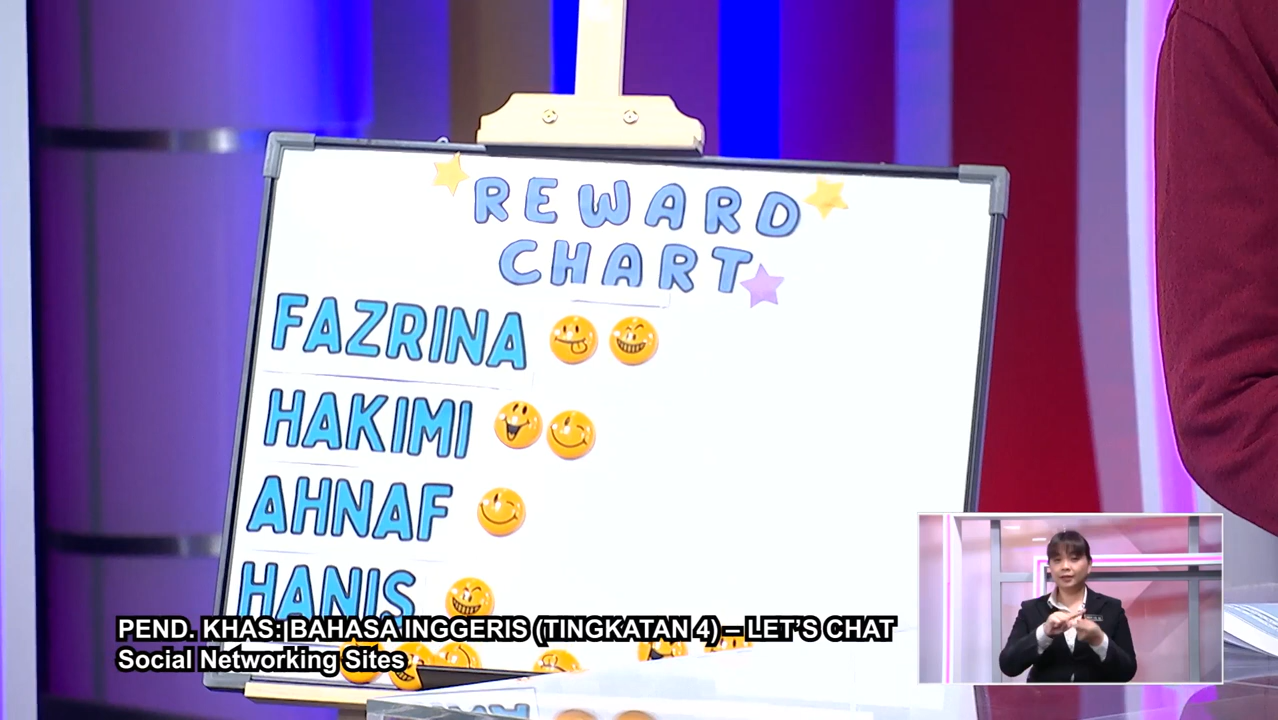 REWARD
CHART
FAZRINA
HAKIMI
AHNAF
HANIS
PEND. KHAS: BAHASA INGGERIS (TINGKATAN 4) – LET'S CHAT
Social Networking Sites